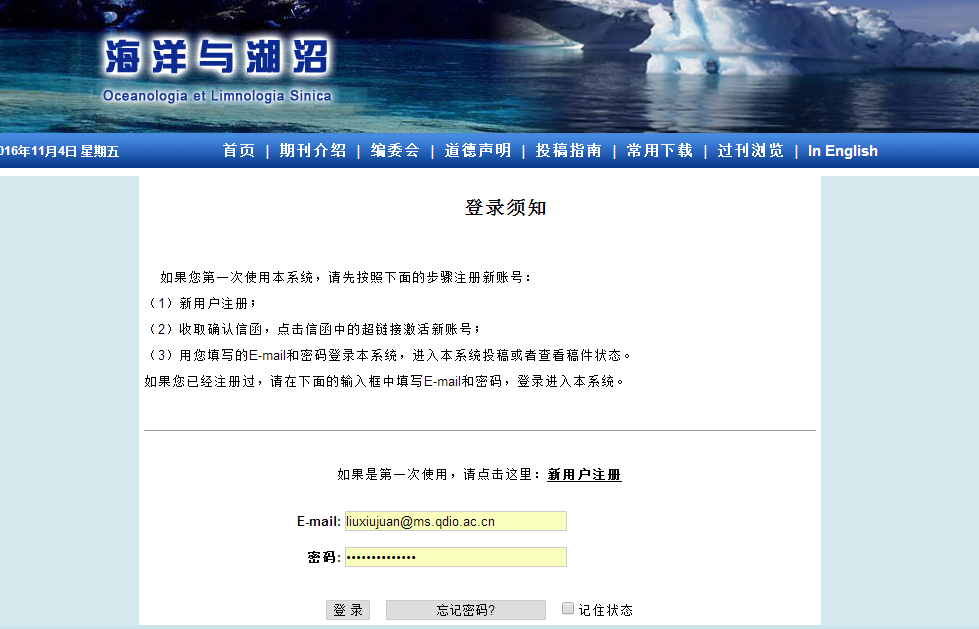 海洋与湖沼
Oceanologia et Limnologia Sinica
016年11月4日 星期五
首页 | 期刊介绍 | 编委会 | 道德声明 | 投稿指南 | 常用下载 | 过刊浏览 | In English
登录须知
如果您第一次使用本系统，请先按照下面的步骤注册新账号：
（1）新用户注册；
（2）收取确认信函，点击信函中的超链接激活新账号；
（3）用您填写的E-mail和密码登录本系统，进入本系统投稿或者查看稿件状态。
如果您已经注册过，请在下面的输入框中填写E-mail和密码，登录进入本系统。
如果是第一次使用，请点击这里：新用户注册
E-mail: liuxiujuan@ms.qdio.ac.cn
密码: ••••••••••••••
登 录 忘记密码? 记住状态